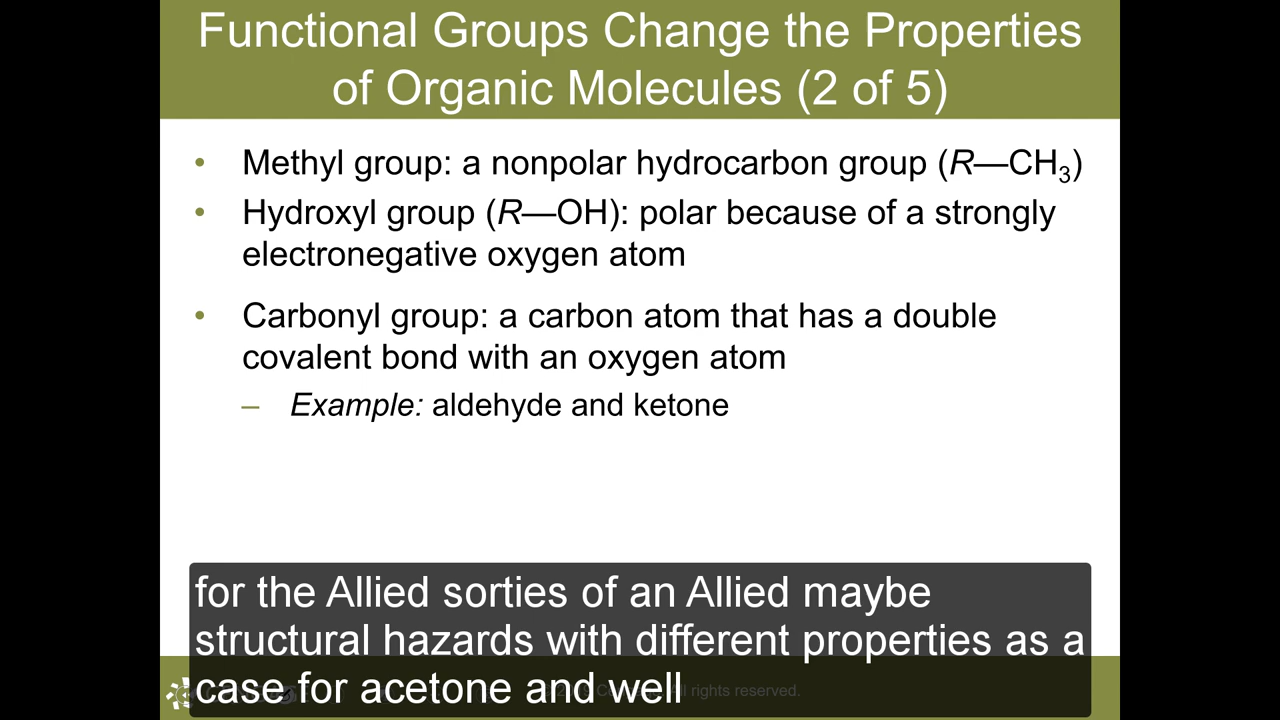 Functional Groups Change the Properties
of Organic Molecules (2 of 5)
• Methyl group: a nonpolar hydrocarbon group (R—CH₃)
• Hydroxyl group (R—OH): polar because of a strongly
electronegative oxygen atom
• Carbonyl group: a carbon atom that has a double
covalent bond with an oxygen atom
– Example: aldehyde and ketone
for the Allied sorties of an Allied maybe
structural hazards with different properties as a
case for acetone and well
All rights reserved.